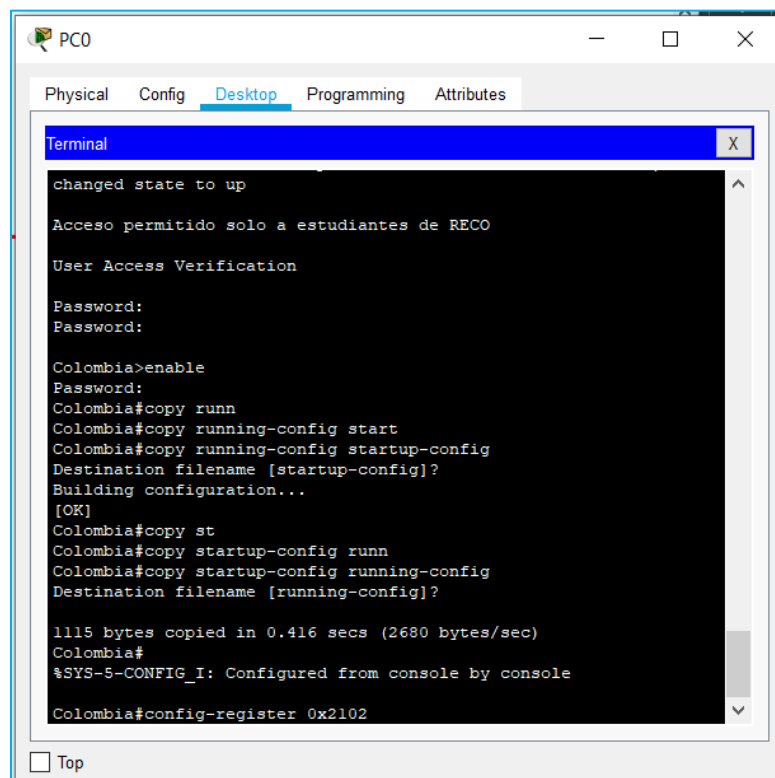 PC0
Physical Config Desktop Programming Attributes
Terminal X
changed state to up
Acceso permitido solo a estudiantes de RECO
User Access Verification
Password:
Password:
Colombia>enable
Password:
Colombia#copy runn
Colombia#copy running-config start
Colombia#copy running-config startup-config
Destination filename [startup-config]?
Building configuration...
[OK]
Colombia#copy st
Colombia#copy startup-config runn
Colombia#copy startup-config running-config
Destination filename [running-config]?
1115 bytes copied in 0.416 secs (2680 bytes/sec)
Colombia#
%SYS-5-CONFIG_I: Configured from console by console
Colombia#config-register 0x2102
Top